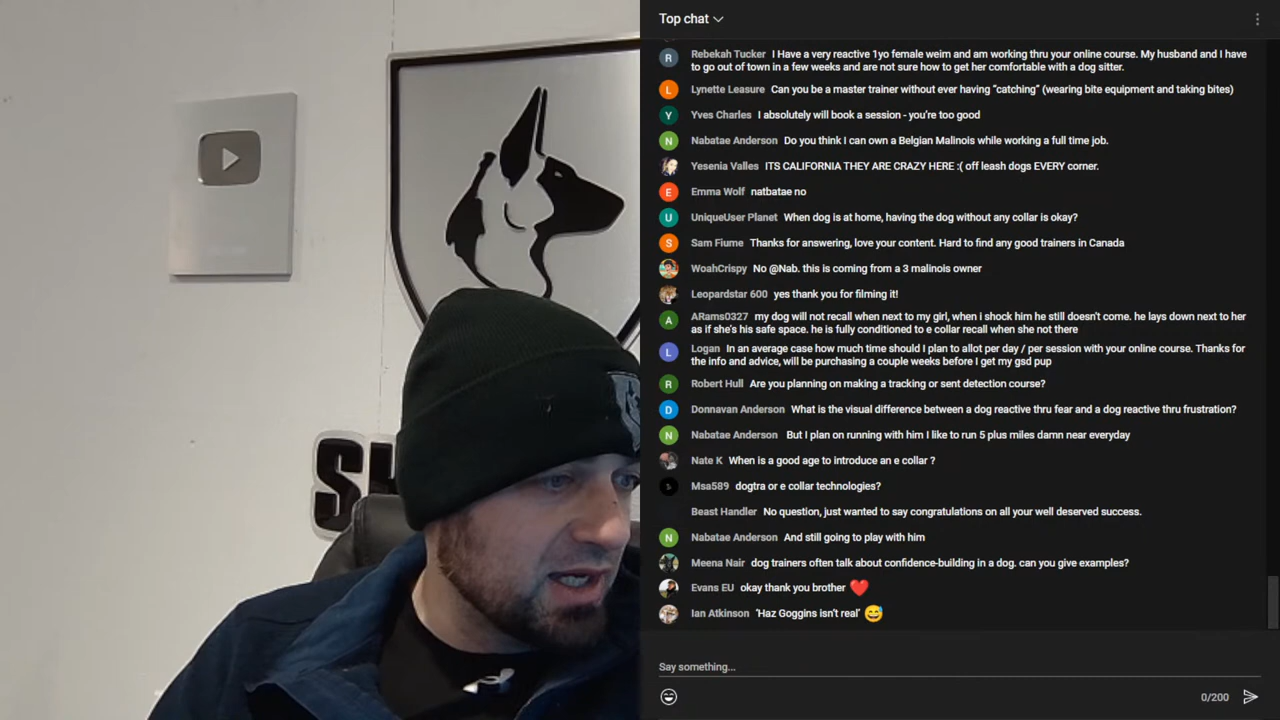 Top chat
Rebekah Tucker I Have a very reactive 1yo female weim and am working thru your online course. My husband and I have
to go out of town in a few weeks and are not sure how to get her comfortable with a dog sitter.
Lynette Leasure Can you be a master trainer without ever having “catching” (wearing bite equipment and taking bites)
Yves Charles I absolutely will book a session - you’re too good
Nabatae Anderson Do you think I can own a Belgian Malinois while working a full time job.
Yesenia Valles ITS CALIFORNIA THEY ARE CRAZY HERE :( off leash dogs EVERY corner.
Emma Wolf natbatae no
UniqueUser Planet When dog is at home, having the dog without any collar is okay?
Sam Fiume Thanks for answering, love your content. Hard to find any good trainers in Canada
WoahCrispy No @Nab. this is coming from a 3 malinois owner
Leopardstar 600 yes thank you for filming it!
ARams0327 my dog will not recall when next to my girl, when i shock him he still doesn't come. he lays down next to her
as if she's his safe space. he is fully conditioned to e collar recall when she not there
Logan In an average case how much time should I plan to allot per day / per session with your online course. Thanks for
the info and advice, will be purchasing a couple weeks before I get my gsd pup
Robert Hull Are you planning on making a tracking or sent detection course?
Donnavan Anderson What is the visual difference between a dog reactive thru fear and a dog reactive thru frustration?
Nabatae Anderson But I plan on running with him I like to run 5 plus miles damn near everyday
Nate K When is a good age to introduce an e collar ?
Msa589 dogtra or e collar technologies?
Beast Handler No question, just wanted to say congratulations on all your well deserved success.
Nabatae Anderson And still going to play with him
Meena Nair dog trainers often talk about confidence-building in a dog. can you give examples?
Evans EU okay thank you brother ❤️
Ian Atkinson ‘Haz Goggins isn’t real’ 😅
Say something...
0/200
SH